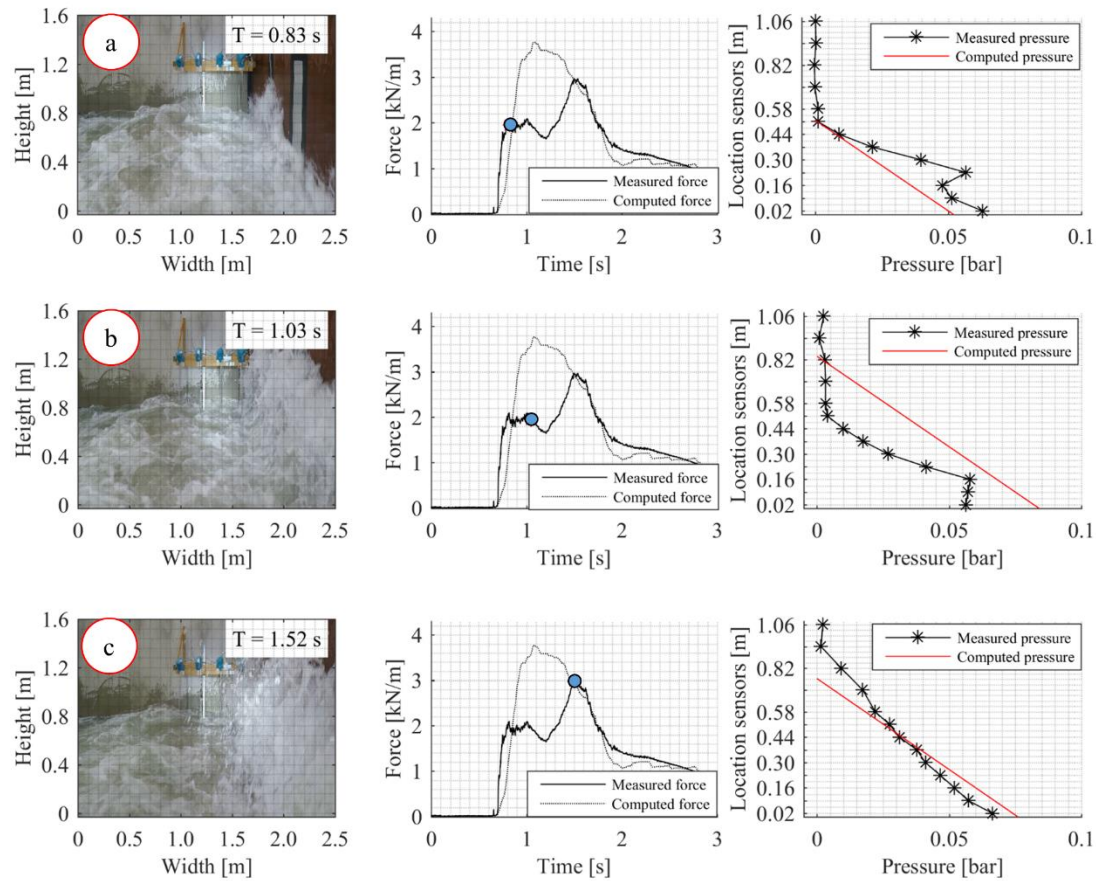 a
T = 0.83 s
1.6
1.2
0.8
0.4
0
Height [m]
0 0.5 1.0 1.5 2.0 2.5
Width [m]
4
3
2
1
0
Force [kN/m]
Measured force
Computed force
0 1 2 3
Time [s]
1.06
0.82
0.58
0.44
0.30
0.16
0.02
Location sensors [m]
Measured pressure
Computed pressure
0 0.05 0.1
Pressure [bar]
b
T = 1.03 s
1.6
1.2
0.8
0.4
0
Height [m]
0 0.5 1.0 1.5 2.0 2.5
Width [m]
4
3
2
1
0
Force [kN/m]
Measured force
Computed force
0 1 2 3
Time [s]
1.06
0.82
0.58
0.44
0.30
0.16
0.02
Location sensors [m]
Measured pressure
Computed pressure
0 0.05 0.1
Pressure [bar]
c
T = 1.52 s
1.6
1.2
0.8
0.4
0
Height [m]
0 0.5 1.0 1.5 2.0 2.5
Width [m]
4
3
2
1
0
Force [kN/m]
Measured force
Computed force
0 1 2 3
Time [s]
1.06
0.82
0.58
0.44
0.30
0.16
0.02
Location sensors [m]
Measured pressure
Computed pressure
0 0.05 0.1
Pressure [bar]